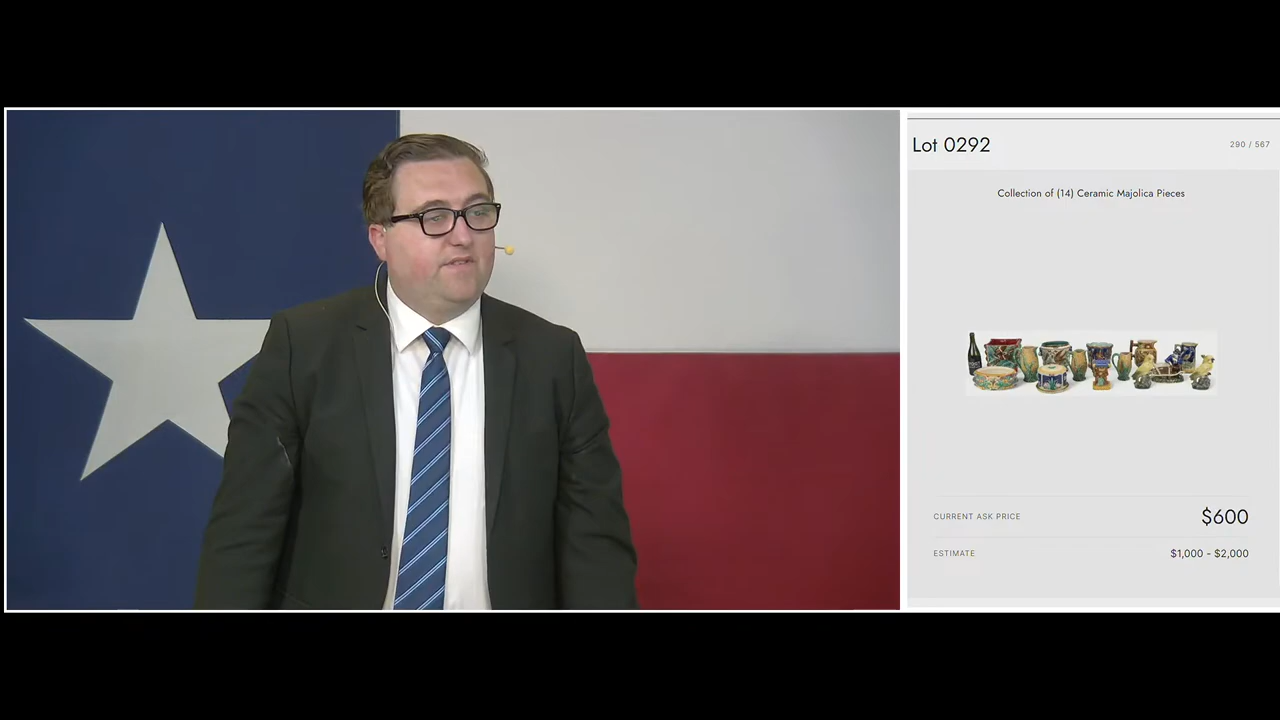 Lot 0292
290 / 567
Collection of (14) Ceramic Majolica Pieces
CURRENT ASK PRICE
$600
ESTIMATE
$1,000 - $2,000